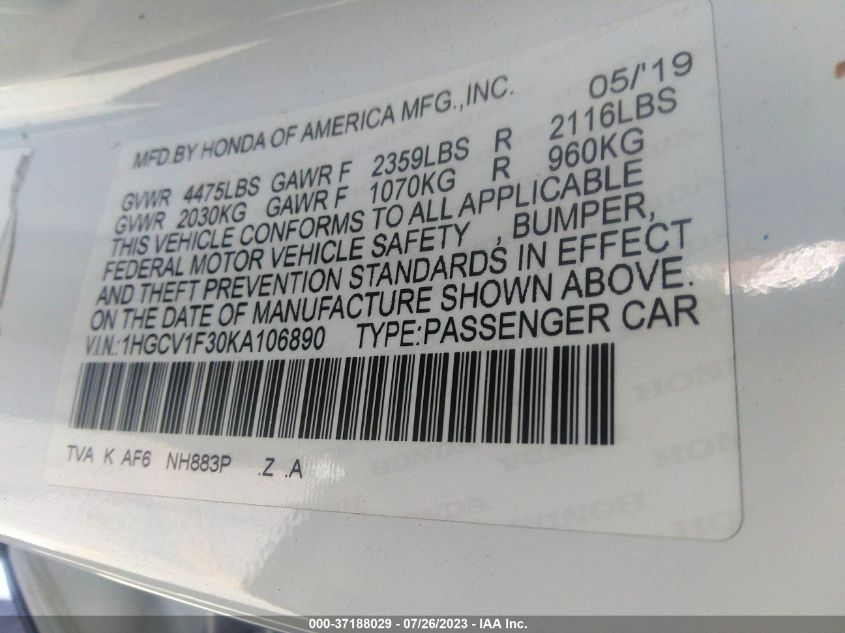 MFD.BY HONDA OF AMERICA MFG.,INC. 05/'19
GVWR 4475LBS GAWR F 2359LBS R 2116LBS
GVWR 2030KG GAWR F 1070KG R 960KG
THIS VEHICLE CONFORMS TO ALL APPLICABLE
FEDERAL MOTOR VEHICLE SAFETY , BUMPER,
AND THEFT PREVENTION STANDARDS IN EFFECT
ON THE DATE OF MANUFACTURE SHOWN ABOVE.
V.I.N.:1HGCV1F30KA106890 TYPE:PASSENGER CAR
TVA K AF6 NH883P .Z .A
HONDA
HONDA
HONDA
000-37188029 - 07/26/2023 - IAA Inc.